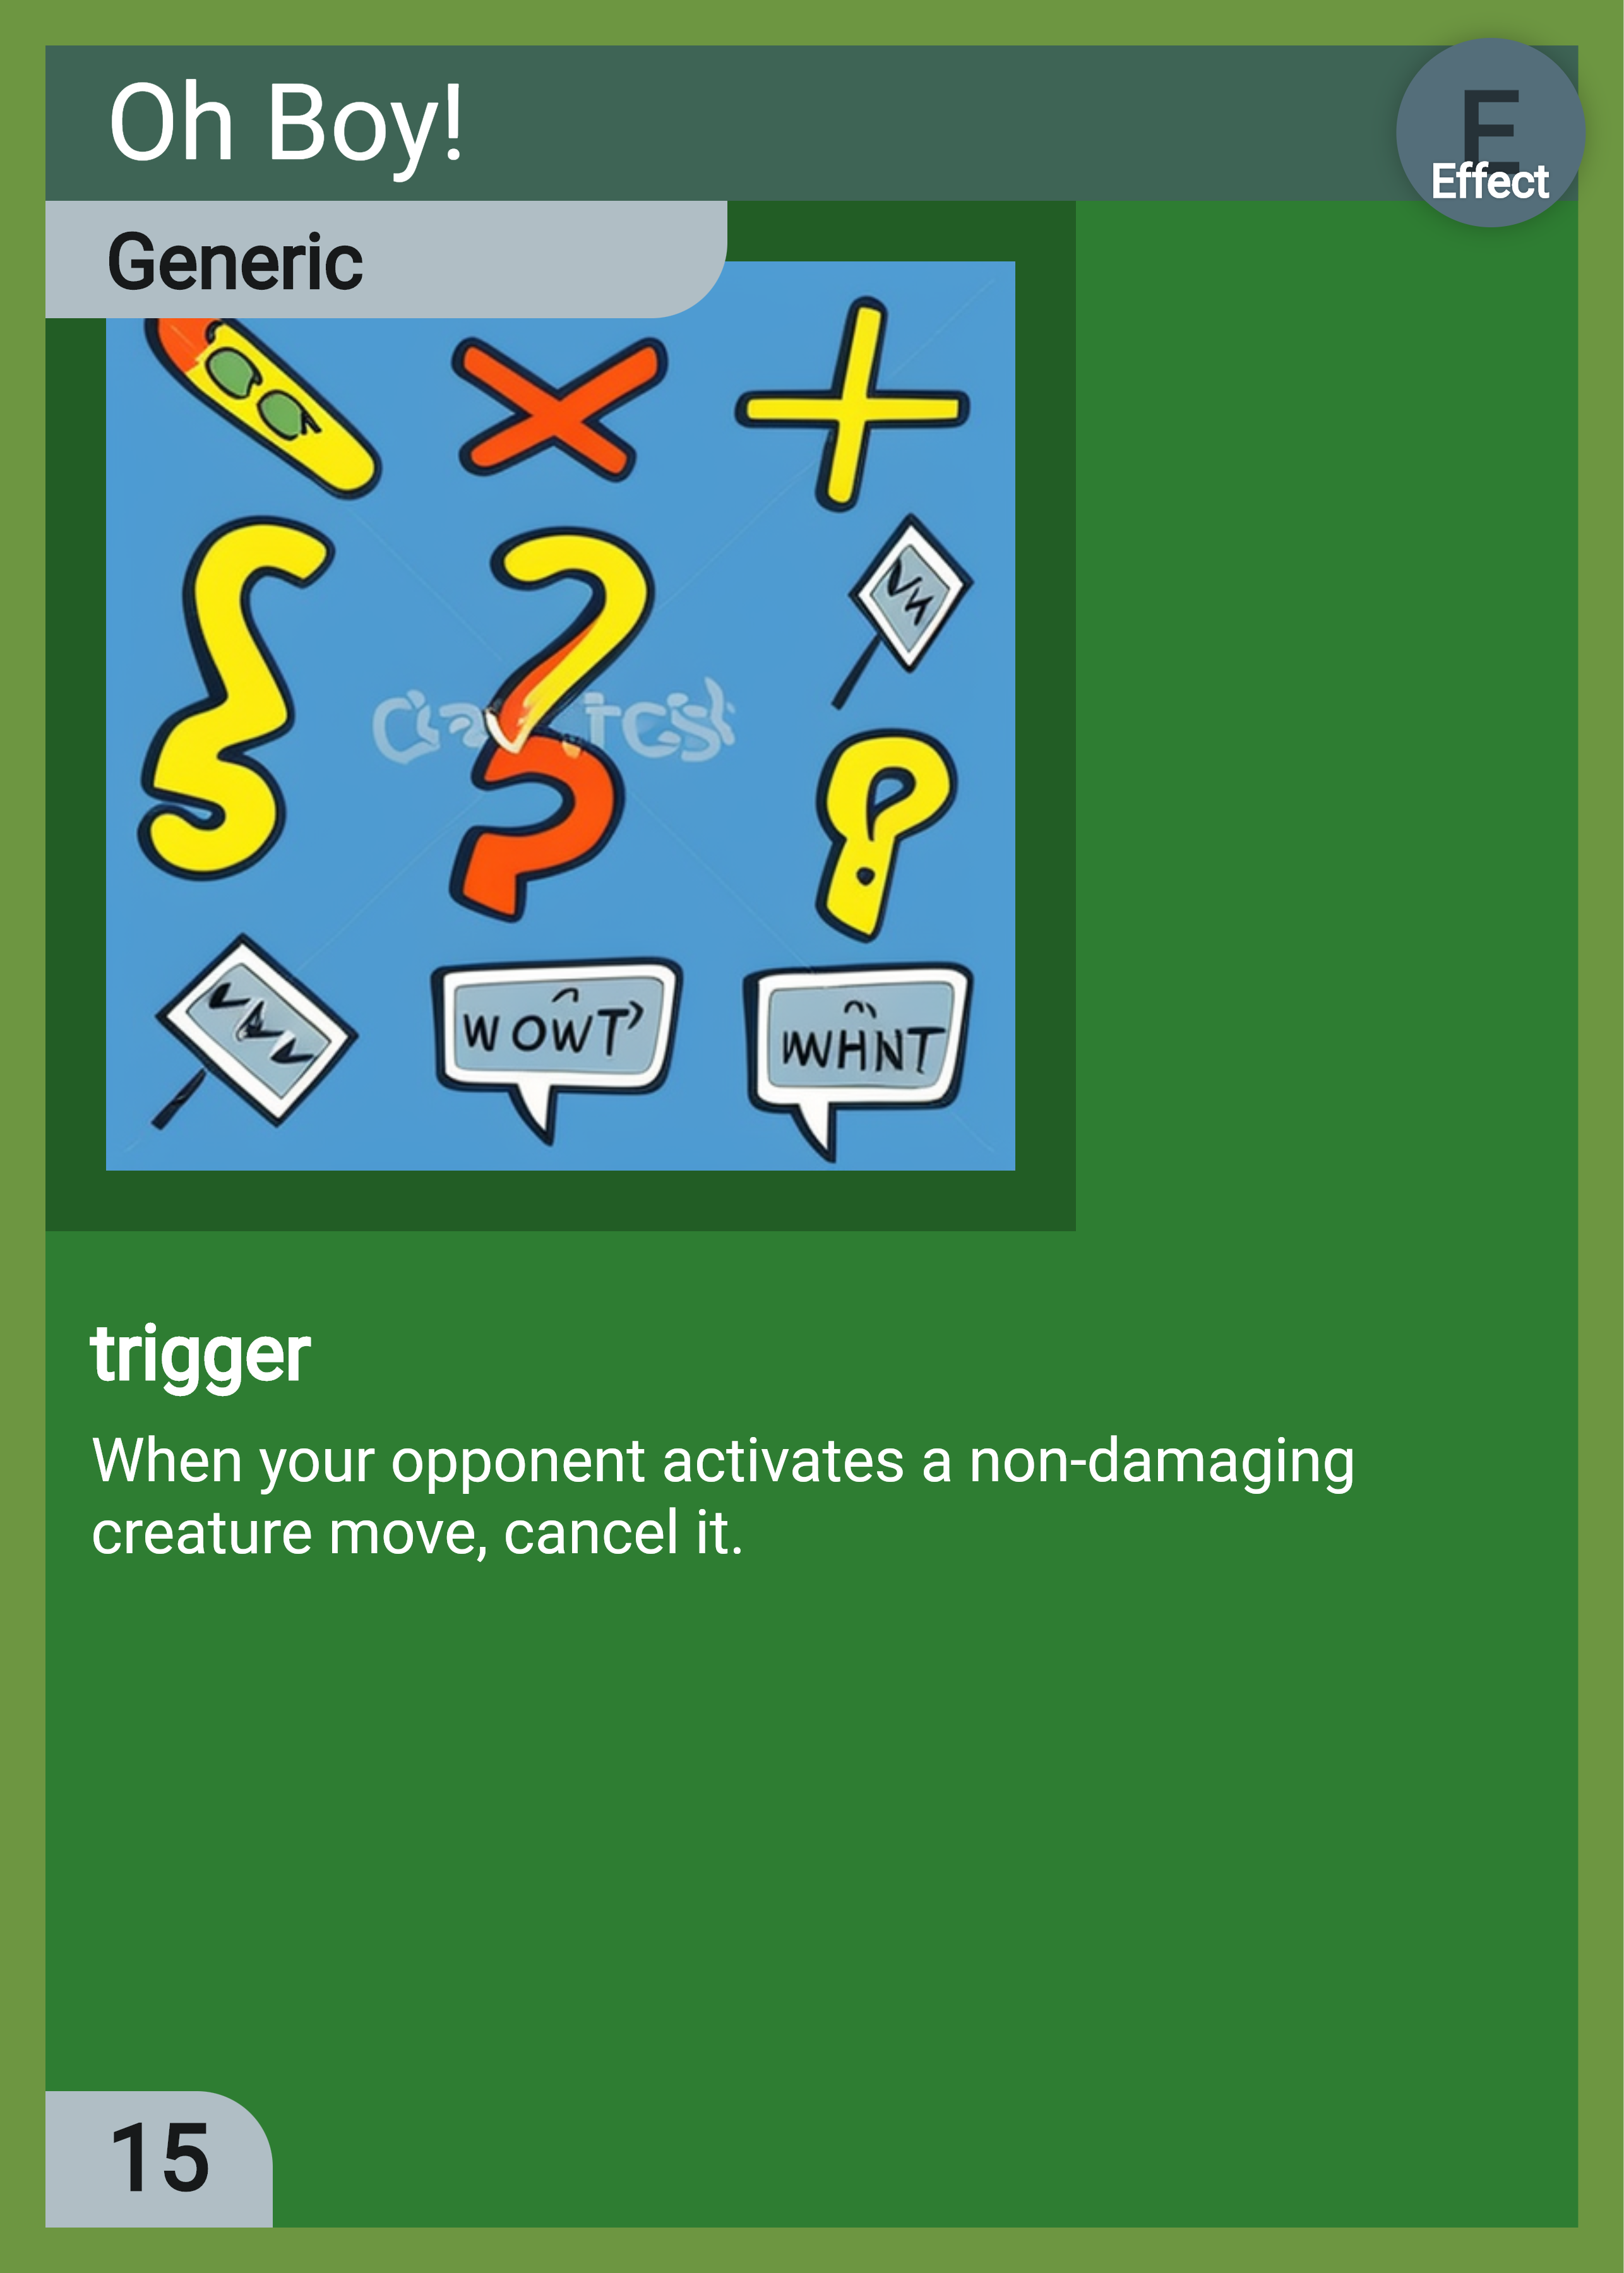 Oh Boy!
E
Effect
Generic
WOWT
WHNT
trigger
When your opponent activates a non-damaging
creature move, cancel it.
15